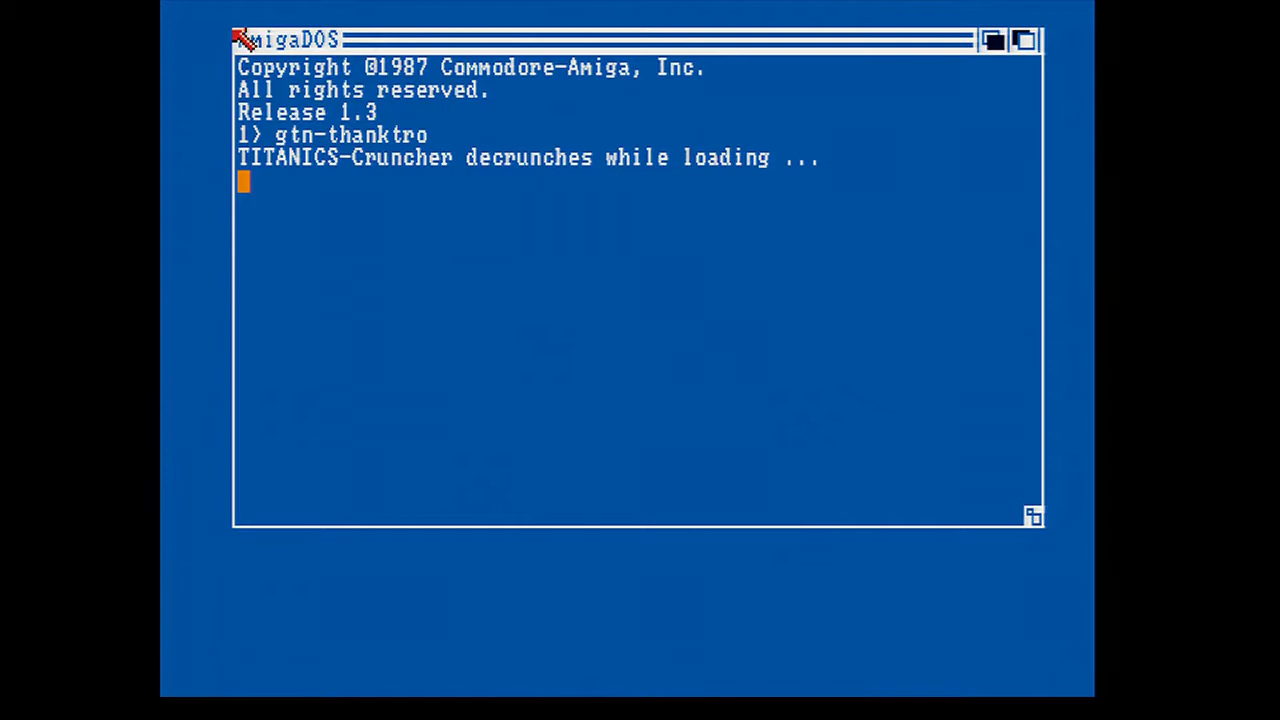 AmigaDOS
Copyright @1987 Commodore-Amiga, Inc.
All rights reserved.
Release 1.3
1> gtn-thanktro
TITANICS-Cruncher decrunches while loading ...